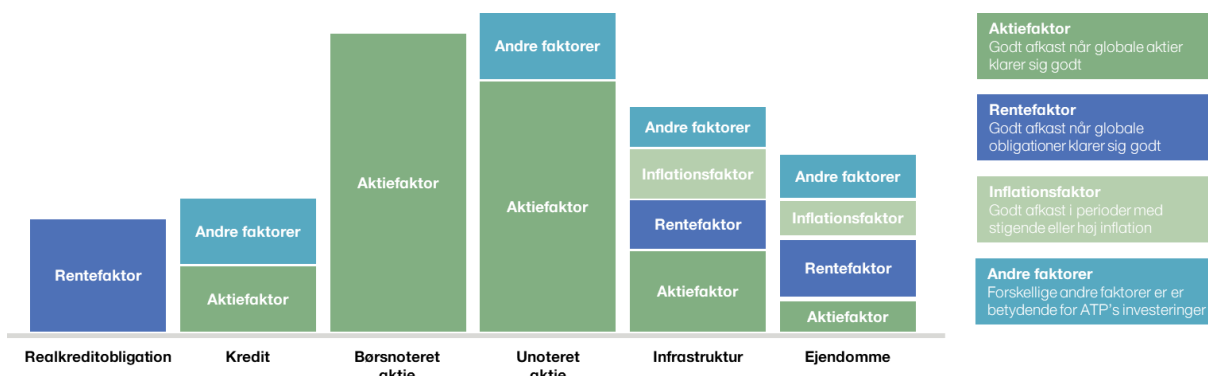 Rentefaktor
Realkreditobligation
Andre faktorer
Aktiefaktor
Kredit
Aktiefaktor
Børsnoteret
aktie
Andre faktorer
Aktiefaktor
Unoteret
aktie
Andre faktorer
Inflationsfaktor
Rentefaktor
Aktiefaktor
Infrastruktur
Andre faktorer
Inflationsfaktor
Rentefaktor
Aktiefaktor
Ejendomme
Aktiefaktor
Godt afkast når globale aktier
klarer sig godt
Rentefaktor
Godt afkast når globale
obligationer klarer sig godt
Inflationsfaktor
Godt afkast i perioder med
stigende eller høj inflation
Andre faktorer
Forskellige andre faktorer er er
betydende for ATP's investeringer